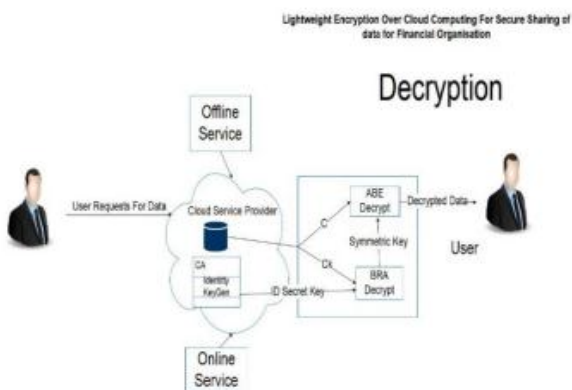 Lightweight Encryption Over Cloud Computing For Secure Sharing of
data for Financial Organisation
Decryption
Offline
Service
User Requests For Data
Cloud Service Provider
CA
Identity
KeyGen
ID Secret Key
C
Ck
ABE
Decrypt
Symmetric Key
BRA
Decrypt
Decrypted Data
User
Online
Service